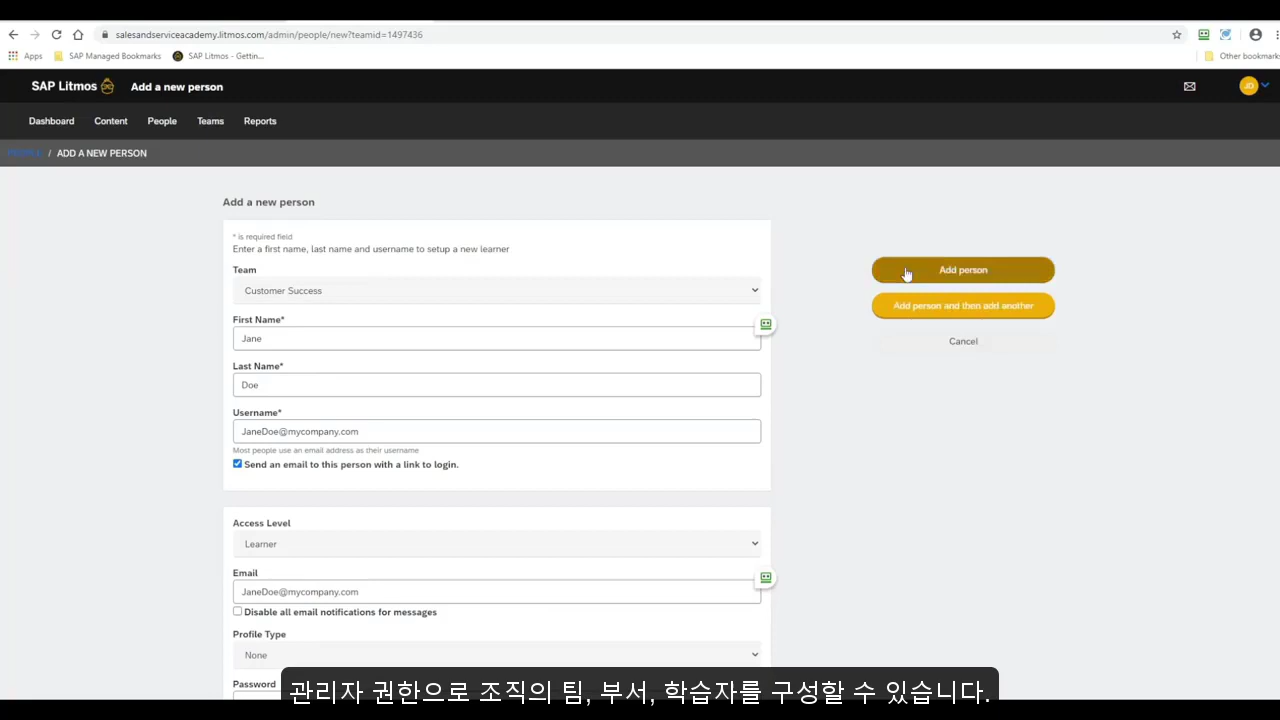 salesandserviceacademy.litmos.com/admin/people/new?teamid=1497436
Apps SAP Managed Bookmarks SAP Litmos - Gettin... Other bookmarks
SAP Litmos Add a new person JD
Dashboard Content People Teams Reports
PEOPLE / ADD A NEW PERSON
Add a new person
* is required field
Enter a first name, last name and username to setup a new learner
Team
Customer Success
First Name*
Jane
Last Name*
Doe
Username*
JaneDoe@mycompany.com
Most people use an email address as their username
Send an email to this person with a link to login.
Add person
Add person and then add another
Cancel
Access Level
Learner
Email
JaneDoe@mycompany.com
Disable all email notifications for messages
Profile Type
None
Password
관리자 권한으로 조직의 팀, 부서, 학습자를 구성할 수 있습니다.